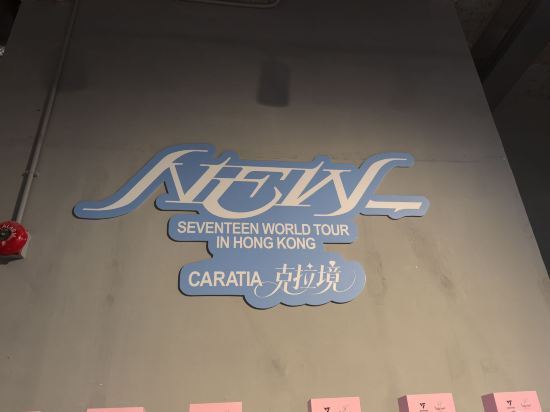 NEW_
SEVENTEEN WORLD TOUR
IN HONG KONG
CARATIA 克拉境